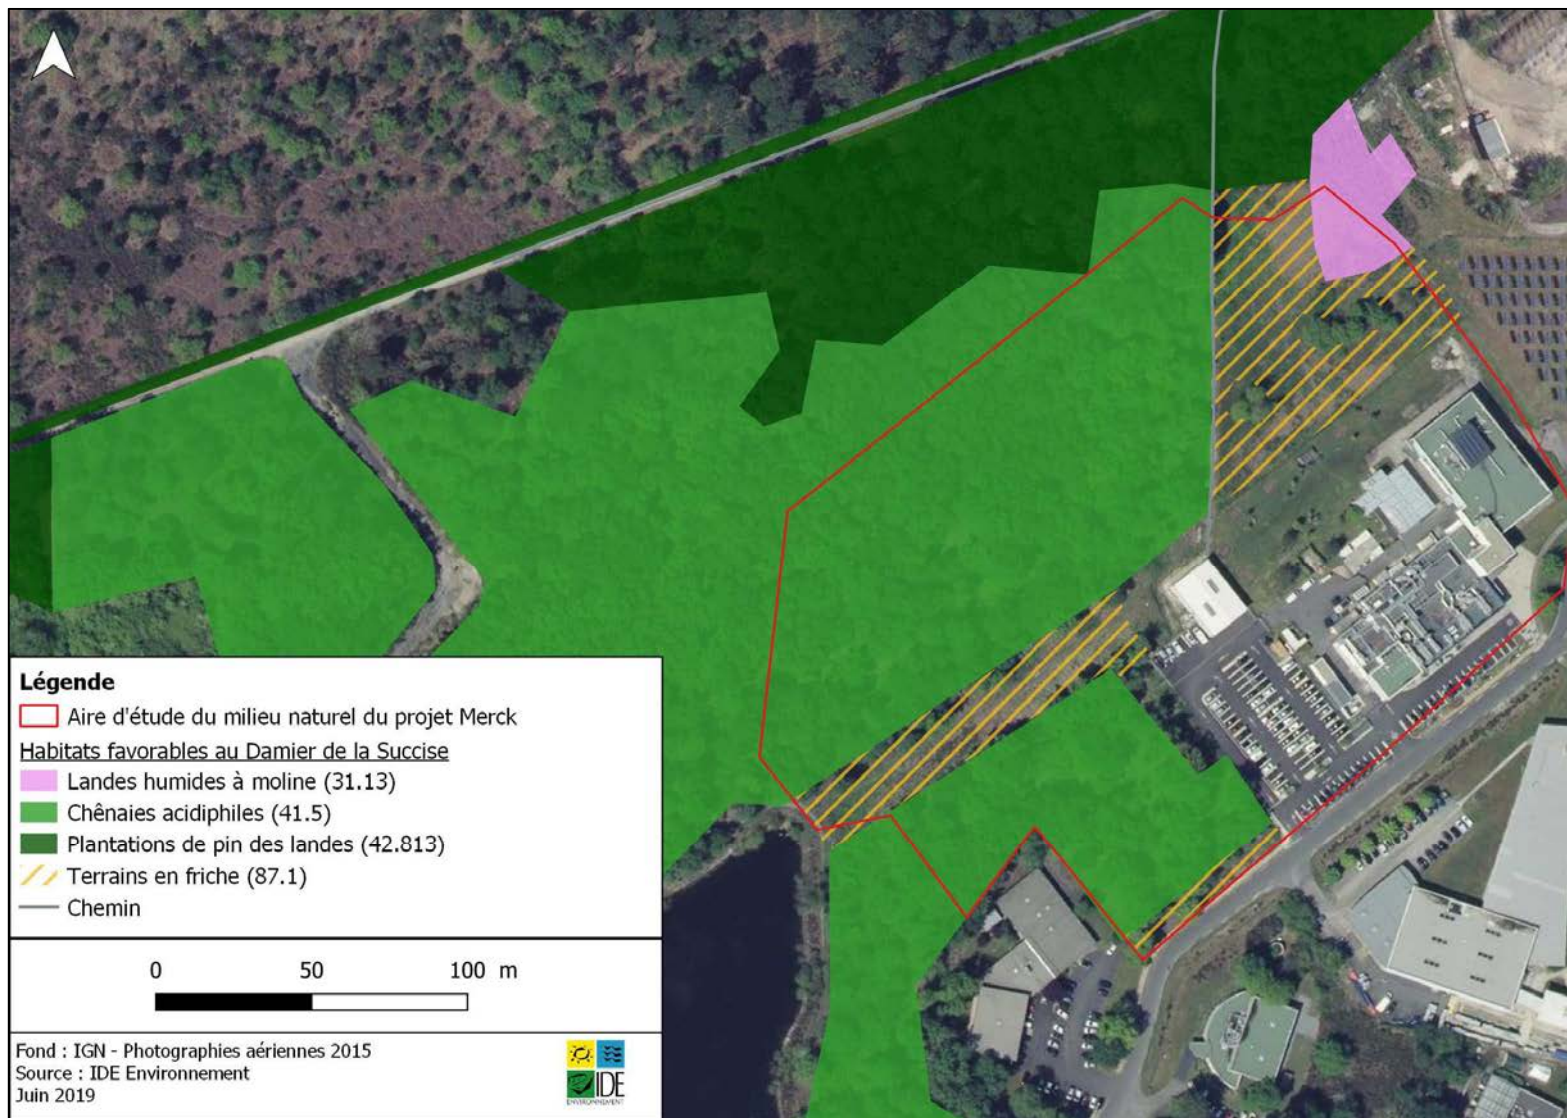 Légende
Aire d'étude du milieu naturel du projet Merck
Habitats favorables au Damier de la Succise
Landes humides à moline (31.13)
Chênaies acidiphiles (41.5)
Plantations de pin des landes (42.813)
Terrains en friche (87.1)
Chemin
0 50 100 m
Fond : IGN - Photographies aériennes 2015
Source : IDE Environnement
Juin 2019
IDE
ENVIRONNEMENT